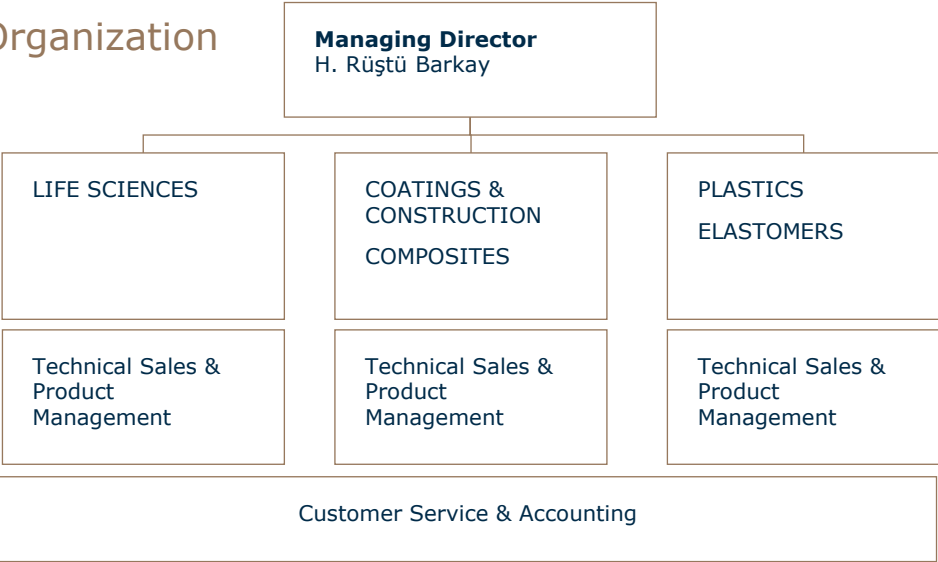 Organization
Managing Director
H. Rüştü Barkay
LIFE SCIENCES
COATINGS &
CONSTRUCTION
COMPOSITES
PLASTICS
ELASTOMERS
Technical Sales &
Product
Management
Technical Sales &
Product
Management
Technical Sales &
Product
Management
Customer Service & Accounting